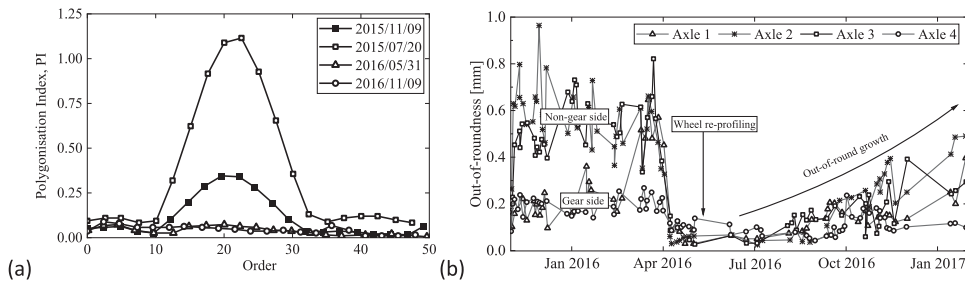 1.25
1.00
0.75
0.50
0.25
0.00
Polygonisation Index, PI
2015/11/09
2015/07/20
2016/05/31
2016/11/09
0 10 20 30 40 50
Order
(a)
1.0
0.8
0.6
0.4
0.2
0.0
Out-of-roundness [mm]
Axle 1 Axle 2 Axle 3 Axle 4
Non-gear side
Wheel re-profiling
Out-of-round growth
Gear side
Jan 2016 Apr 2016 Jul 2016 Oct 2016 Jan 2017
(b)